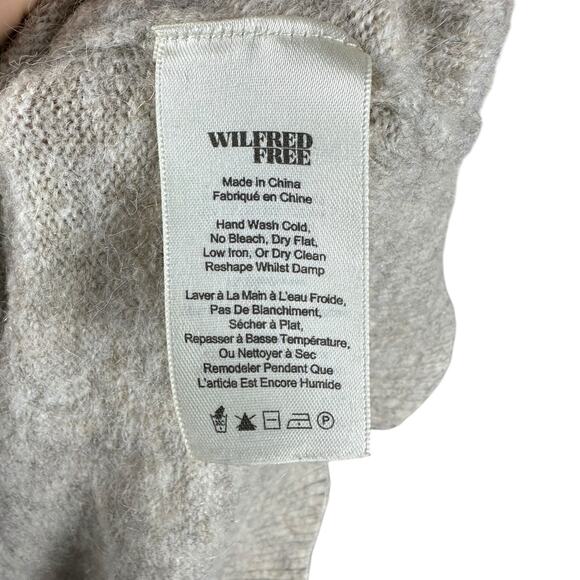 WILFRED
FREE
Made in China
Fabriqué en Chine
Hand Wash Cold,
No Bleach, Dry Flat,
Low Iron, Or Dry Clean
Reshape Whilst Damp
Laver à La Main à L'eau Froide,
Pas De Blanchiment,
Sécher à Plat,
Repasser à Basse Température,
Ou Nettoyer à Sec
Remodeler Pendant Que
L'article Est Encore Humide
30C P